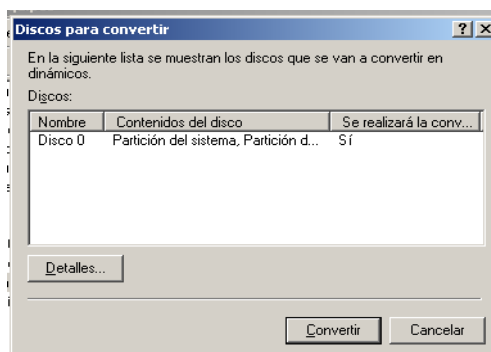 Discos para convertir
En la siguiente lista se muestran los discos que se van a convertir en
dinámicos.
Discos:
Nombre Contenidos del disco Se realizará la conv...
Disco 0 Partición del sistema, Partición d... Sí
Detalles...
Convertir Cancelar